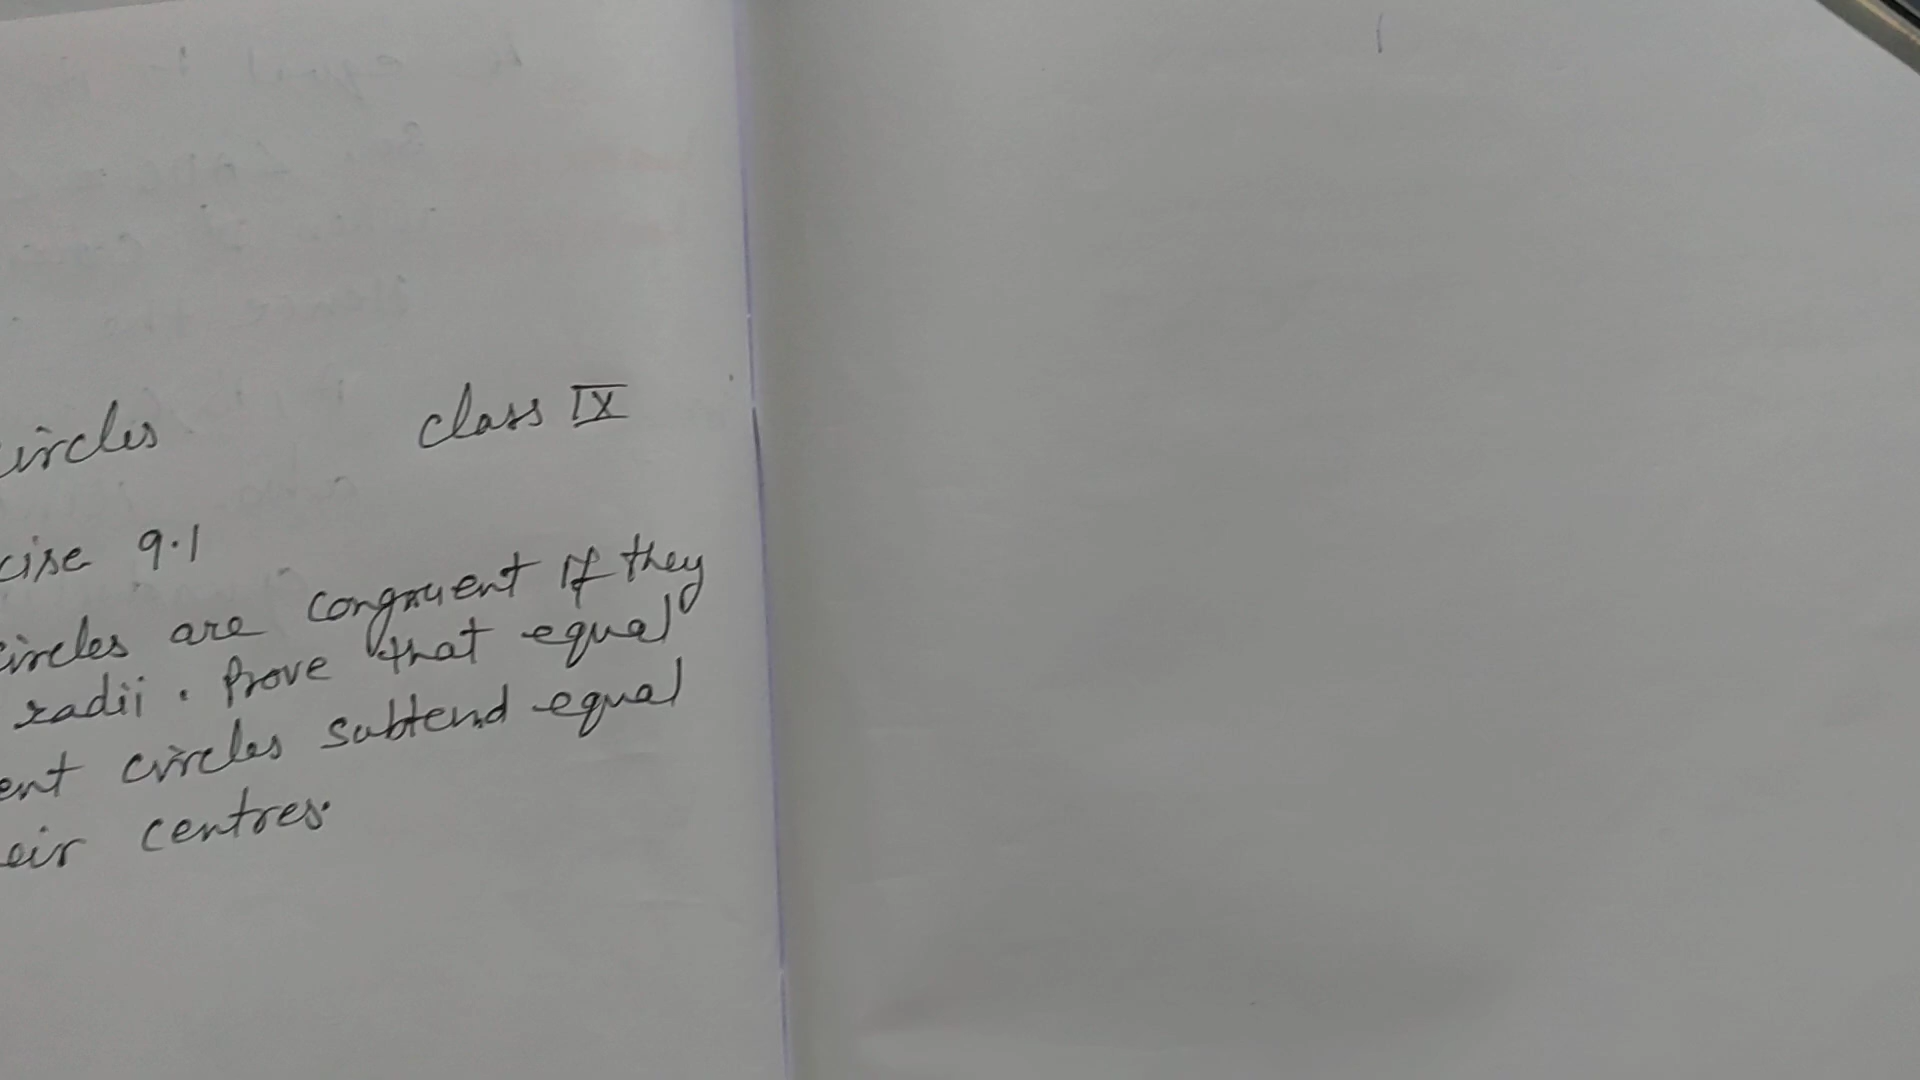 ircles class IX
cise 9.1
circles are congruent if they
radii. Prove that equal
ent circles subtend equal
eir centres.